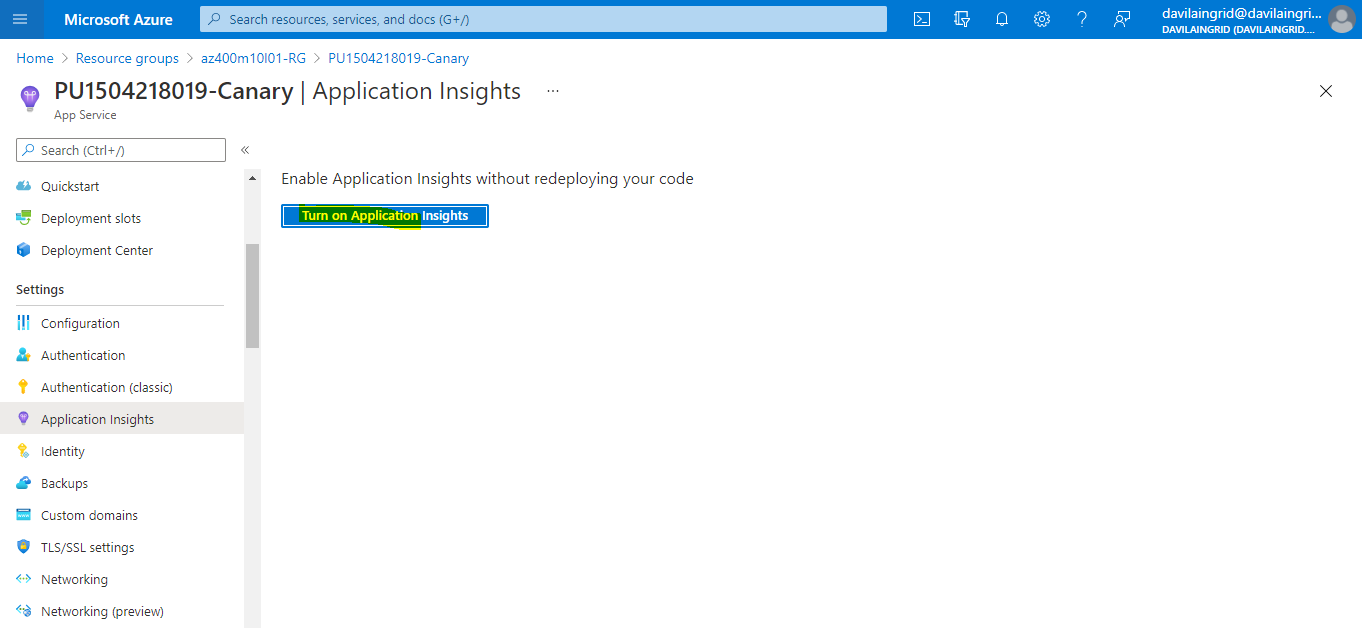 Microsoft Azure
Search resources, services, and docs (G+/)
davilaingrid@davilaingri...
DAVILAINGRID (DAVILAINGRID....
Home > Resource groups > az400m10l01-RG > PU1504218019-Canary
PU1504218019-Canary | Application Insights ...
App Service
Search (Ctrl+/)
«
Quickstart
Deployment slots
Deployment Center
Settings
Configuration
Authentication
Authentication (classic)
Application Insights
Identity
Backups
Custom domains
TLS/SSL settings
Networking
Networking (preview)
Enable Application Insights without redeploying your code
Turn on Application Insights